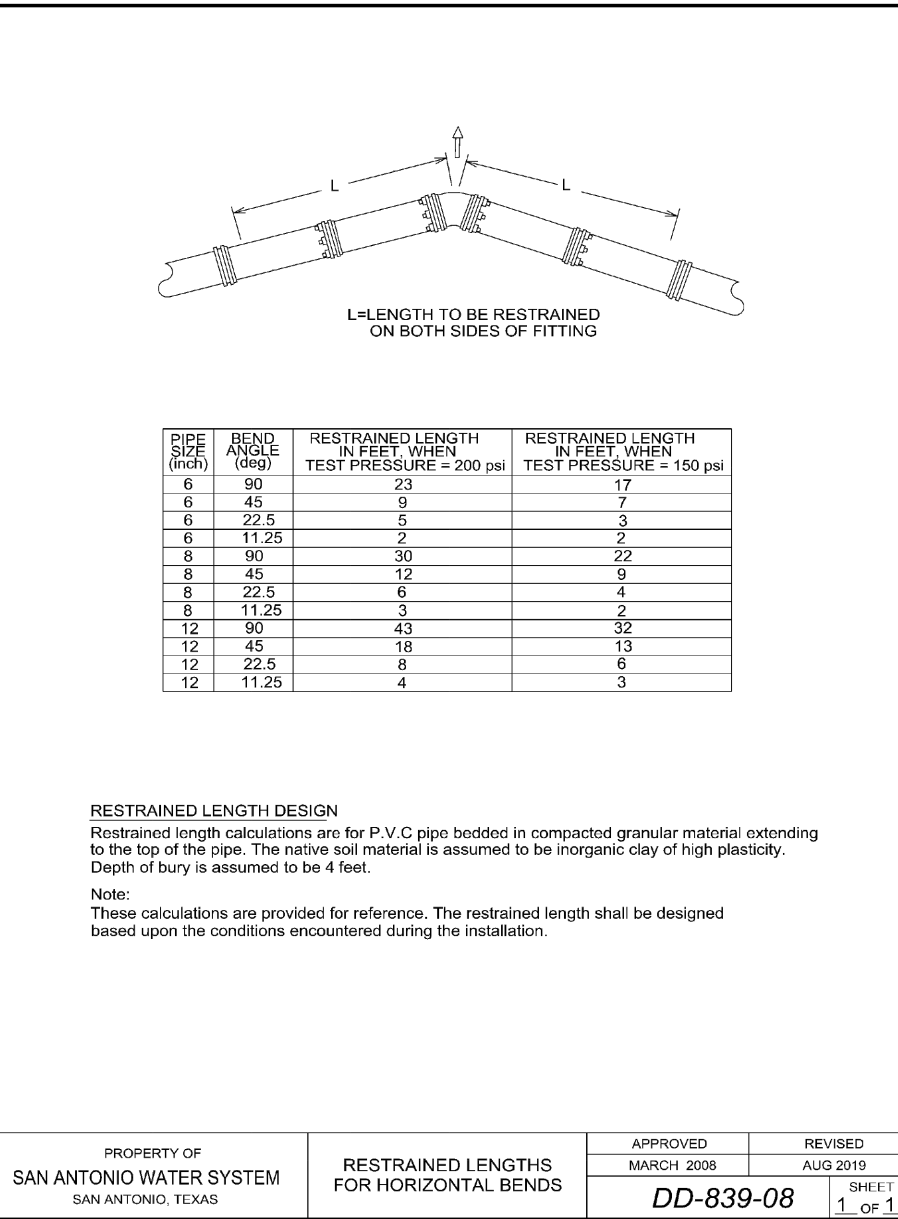 L
L
L=LENGTH TO BE RESTRAINED
ON BOTH SIDES OF FITTING
PIPE SIZE (inch) BEND ANGLE (deg) RESTRAINED LENGTH IN FEET, WHEN TEST PRESSURE = 200 psi RESTRAINED LENGTH IN FEET, WHEN TEST PRESSURE = 150 psi
6 90 23 17
6 45 9 7
6 22.5 5 3
6 11.25 2 2
8 90 30 22
8 45 12 9
8 22.5 6 4
8 11.25 3 2
12 90 43 32
12 45 18 13
12 22.5 8 6
12 11.25 4 3
RESTRAINED LENGTH DESIGN
Restrained length calculations are for P.V.C pipe bedded in compacted granular material extending
to the top of the pipe. The native soil material is assumed to be inorganic clay of high plasticity.
Depth of bury is assumed to be 4 feet.
Note:
These calculations are provided for reference. The restrained length shall be designed
based upon the conditions encountered during the installation.
PROPERTY OF
SAN ANTONIO WATER SYSTEM
SAN ANTONIO, TEXAS
RESTRAINED LENGTHS
FOR HORIZONTAL BENDS
APPROVED REVISED
MARCH 2008 AUG 2019
DD-839-08
SHEET
1 OF 1